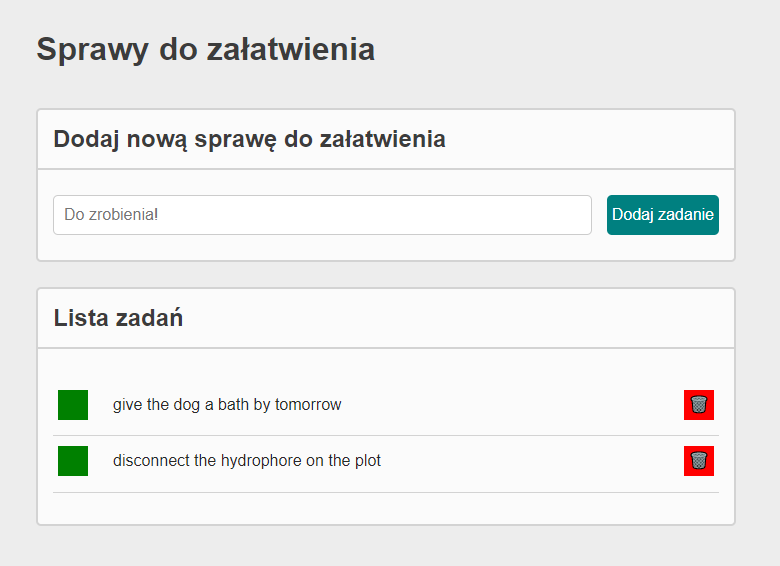 Sprawy do załatwienia
Dodaj nową sprawę do załatwienia
Do zrobienia!
Dodaj zadanie
Lista zadań
give the dog a bath by tomorrow
disconnect the hydrophore on the plot